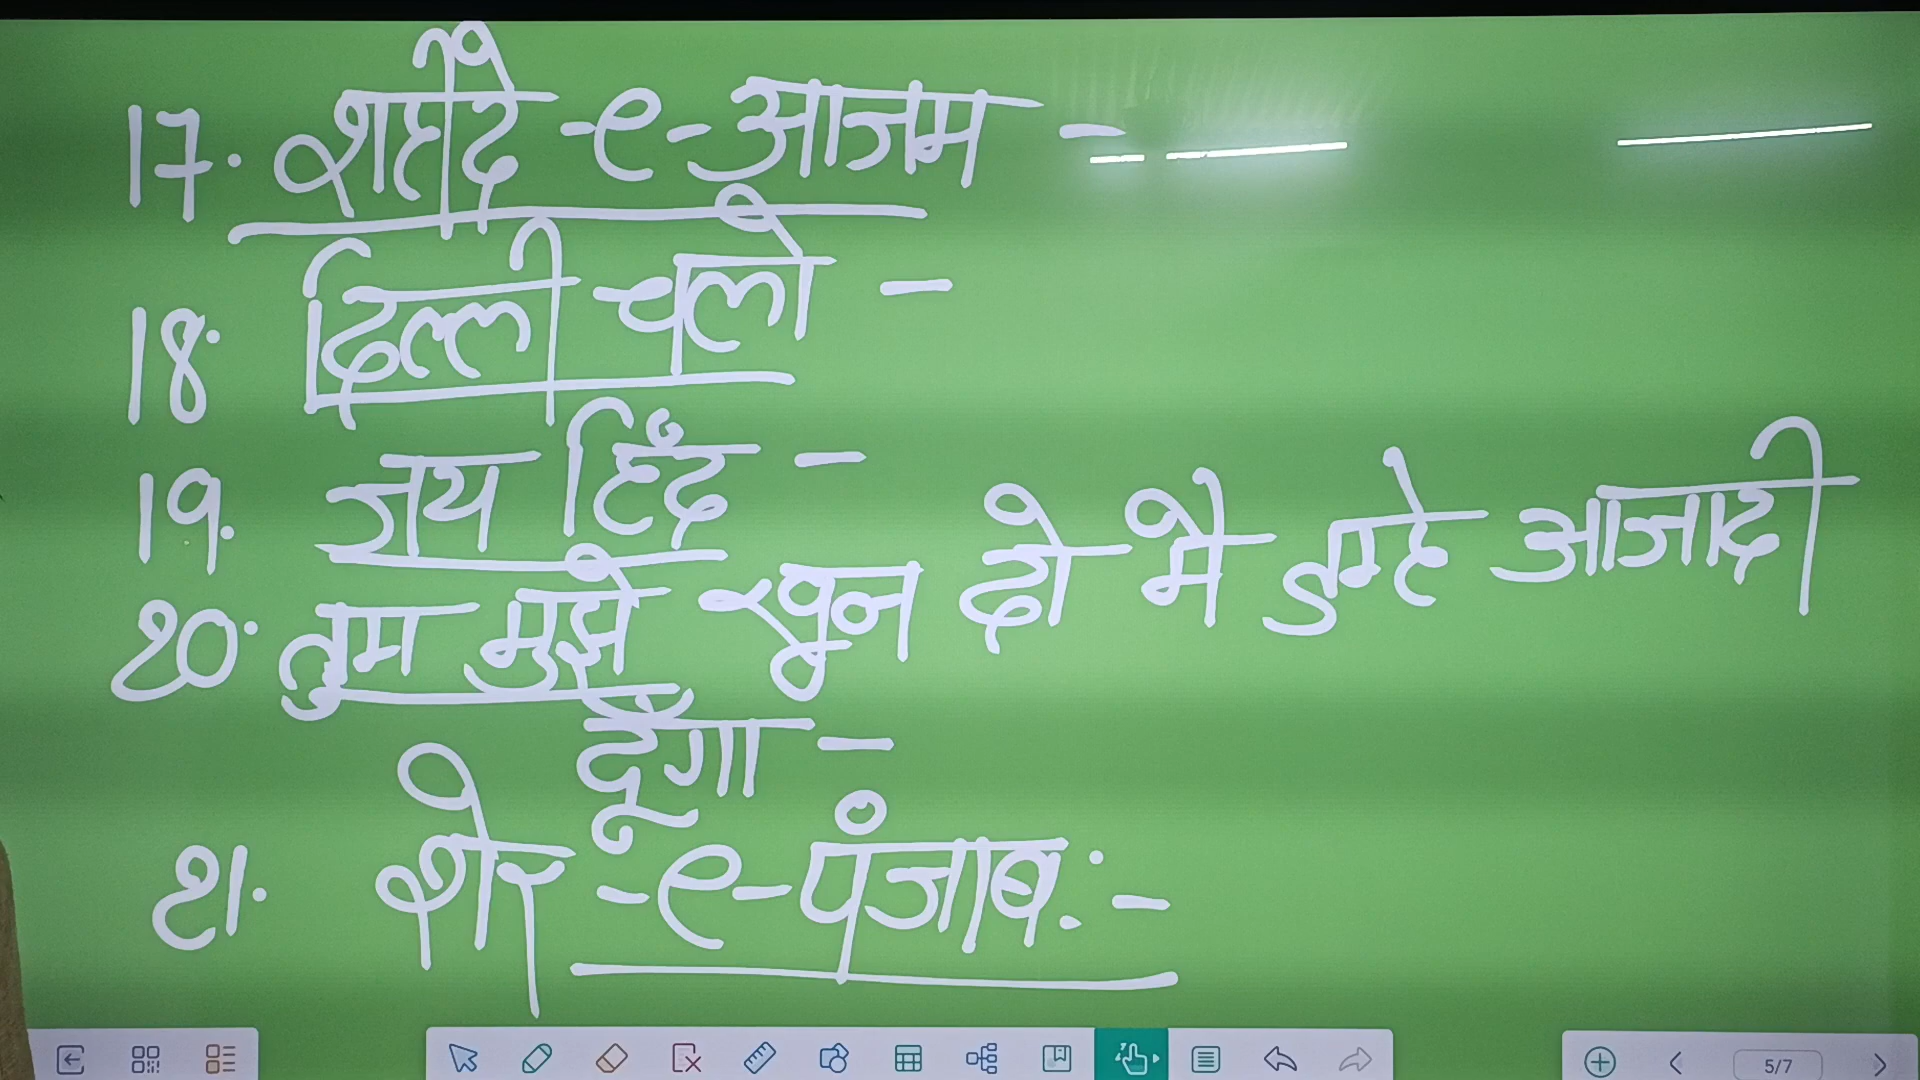 17. शहीदे -e- आजम -
18. दिल्ली चलो -
19. जय हिंद -
20. तुम मुझे खून दो मै तुम्हे आजादी
दूँगा -
21. शेर -e- पंजाब :-
5/7